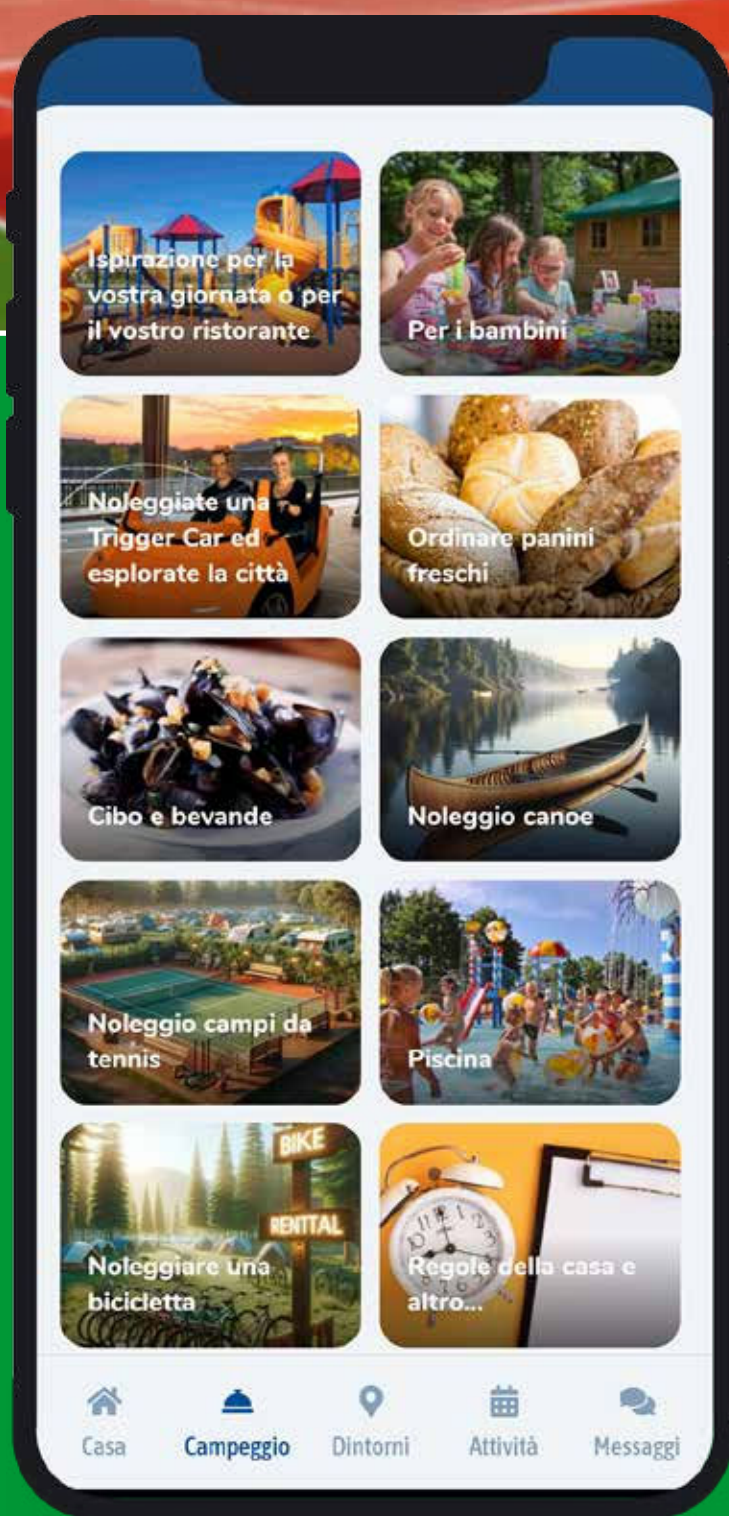 Ispirazione per la
vostra giornata o per
il vostro ristorante
Per i bambini
Noleggiate una
Trigger Car ed
esplorate la città
Ordinare panini
freschi
Cibo e bevande
Noleggio canoe
Noleggio campi da
tennis
Piscina
BIKE
RENTTAL
Noleggiare una
bicicletta
Regole della casa e
altro...
Casa
Campeggio
Dintorni
Attività
Messaggi